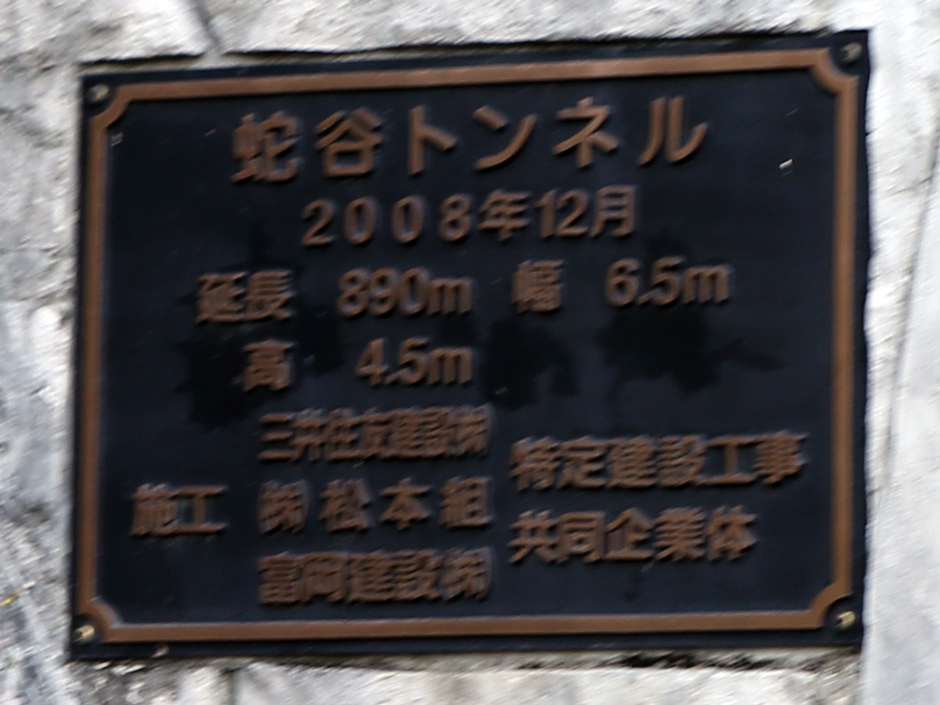 蛇谷トンネル
2008年12月
延長 890m 幅 6.5m
高 4.5m
三井住友建設㈱
施工 ㈱松本組
富岡建設㈱
特定建設工事
共同企業体